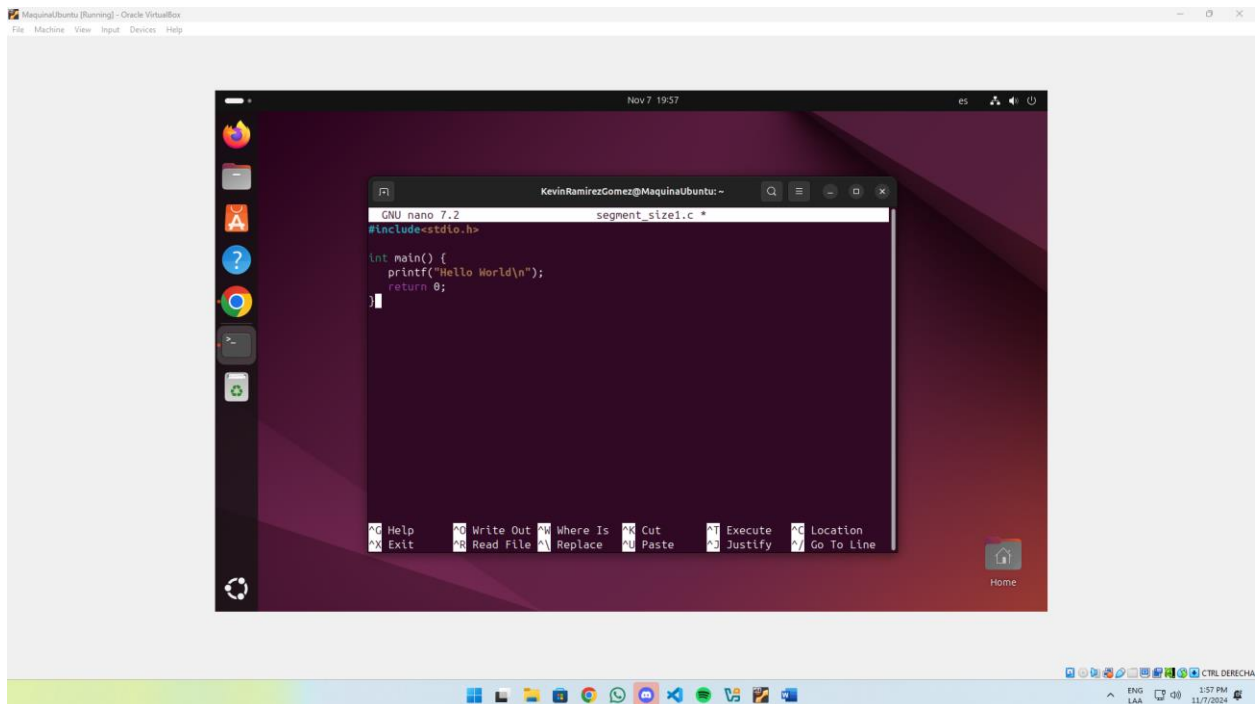 MaquinaUbuntu [Running] - Oracle VirtualBox
File Machine View Input Devices Help
Nov 7 19:57
es
KevinRamirezGomez@MaquinaUbuntu: ~
GNU nano 7.2 segment_size1.c *
#include<stdio.h>
int main() {
printf("Hello World\n");
return 0;
}
^G Help ^O Write Out ^W Where Is ^K Cut ^T Execute ^C Location
^X Exit ^R Read File ^\ Replace ^U Paste ^J Justify ^/ Go To Line
Home
CTRL DERECHA
ENG
LAA
1:57 PM
11/7/2024